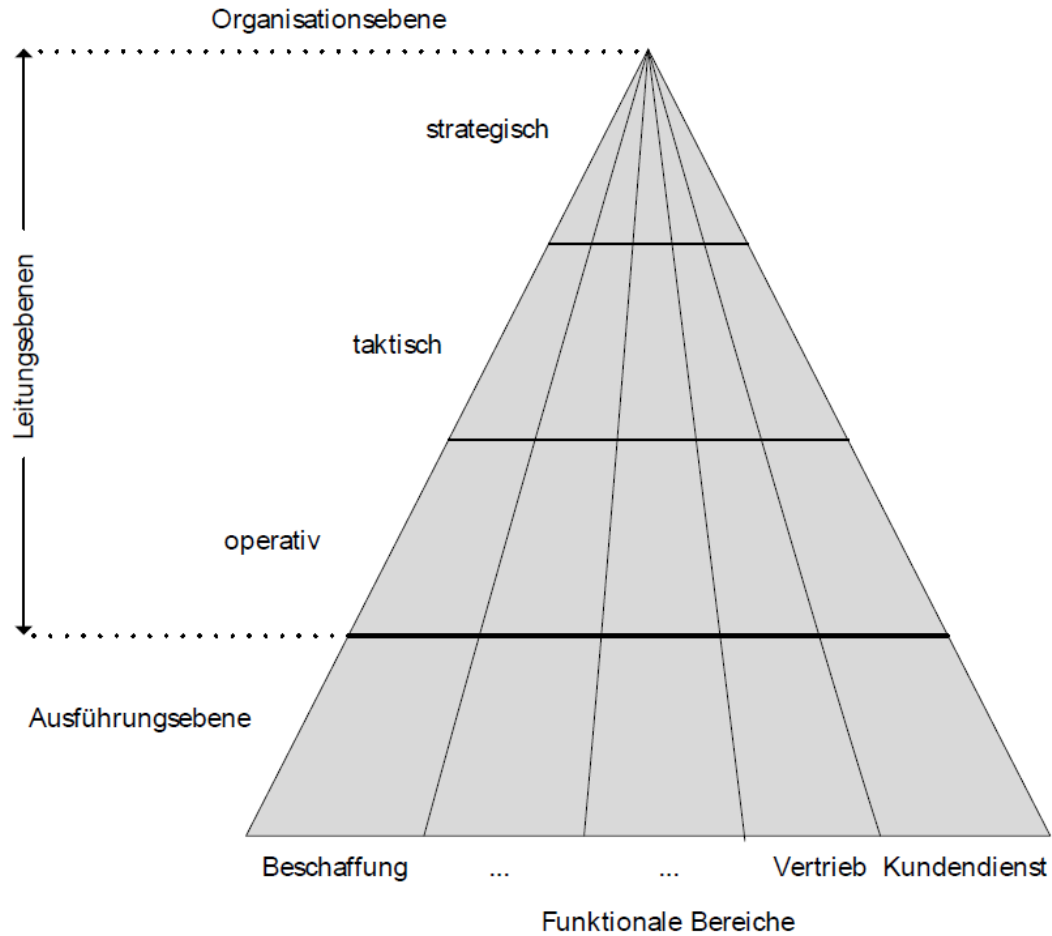 Organisationsebene
strategisch
Leitungsebenen
taktisch
operativ
Ausführungsebene
Beschaffung ... ... Vertrieb Kundendienst
Funktionale Bereiche